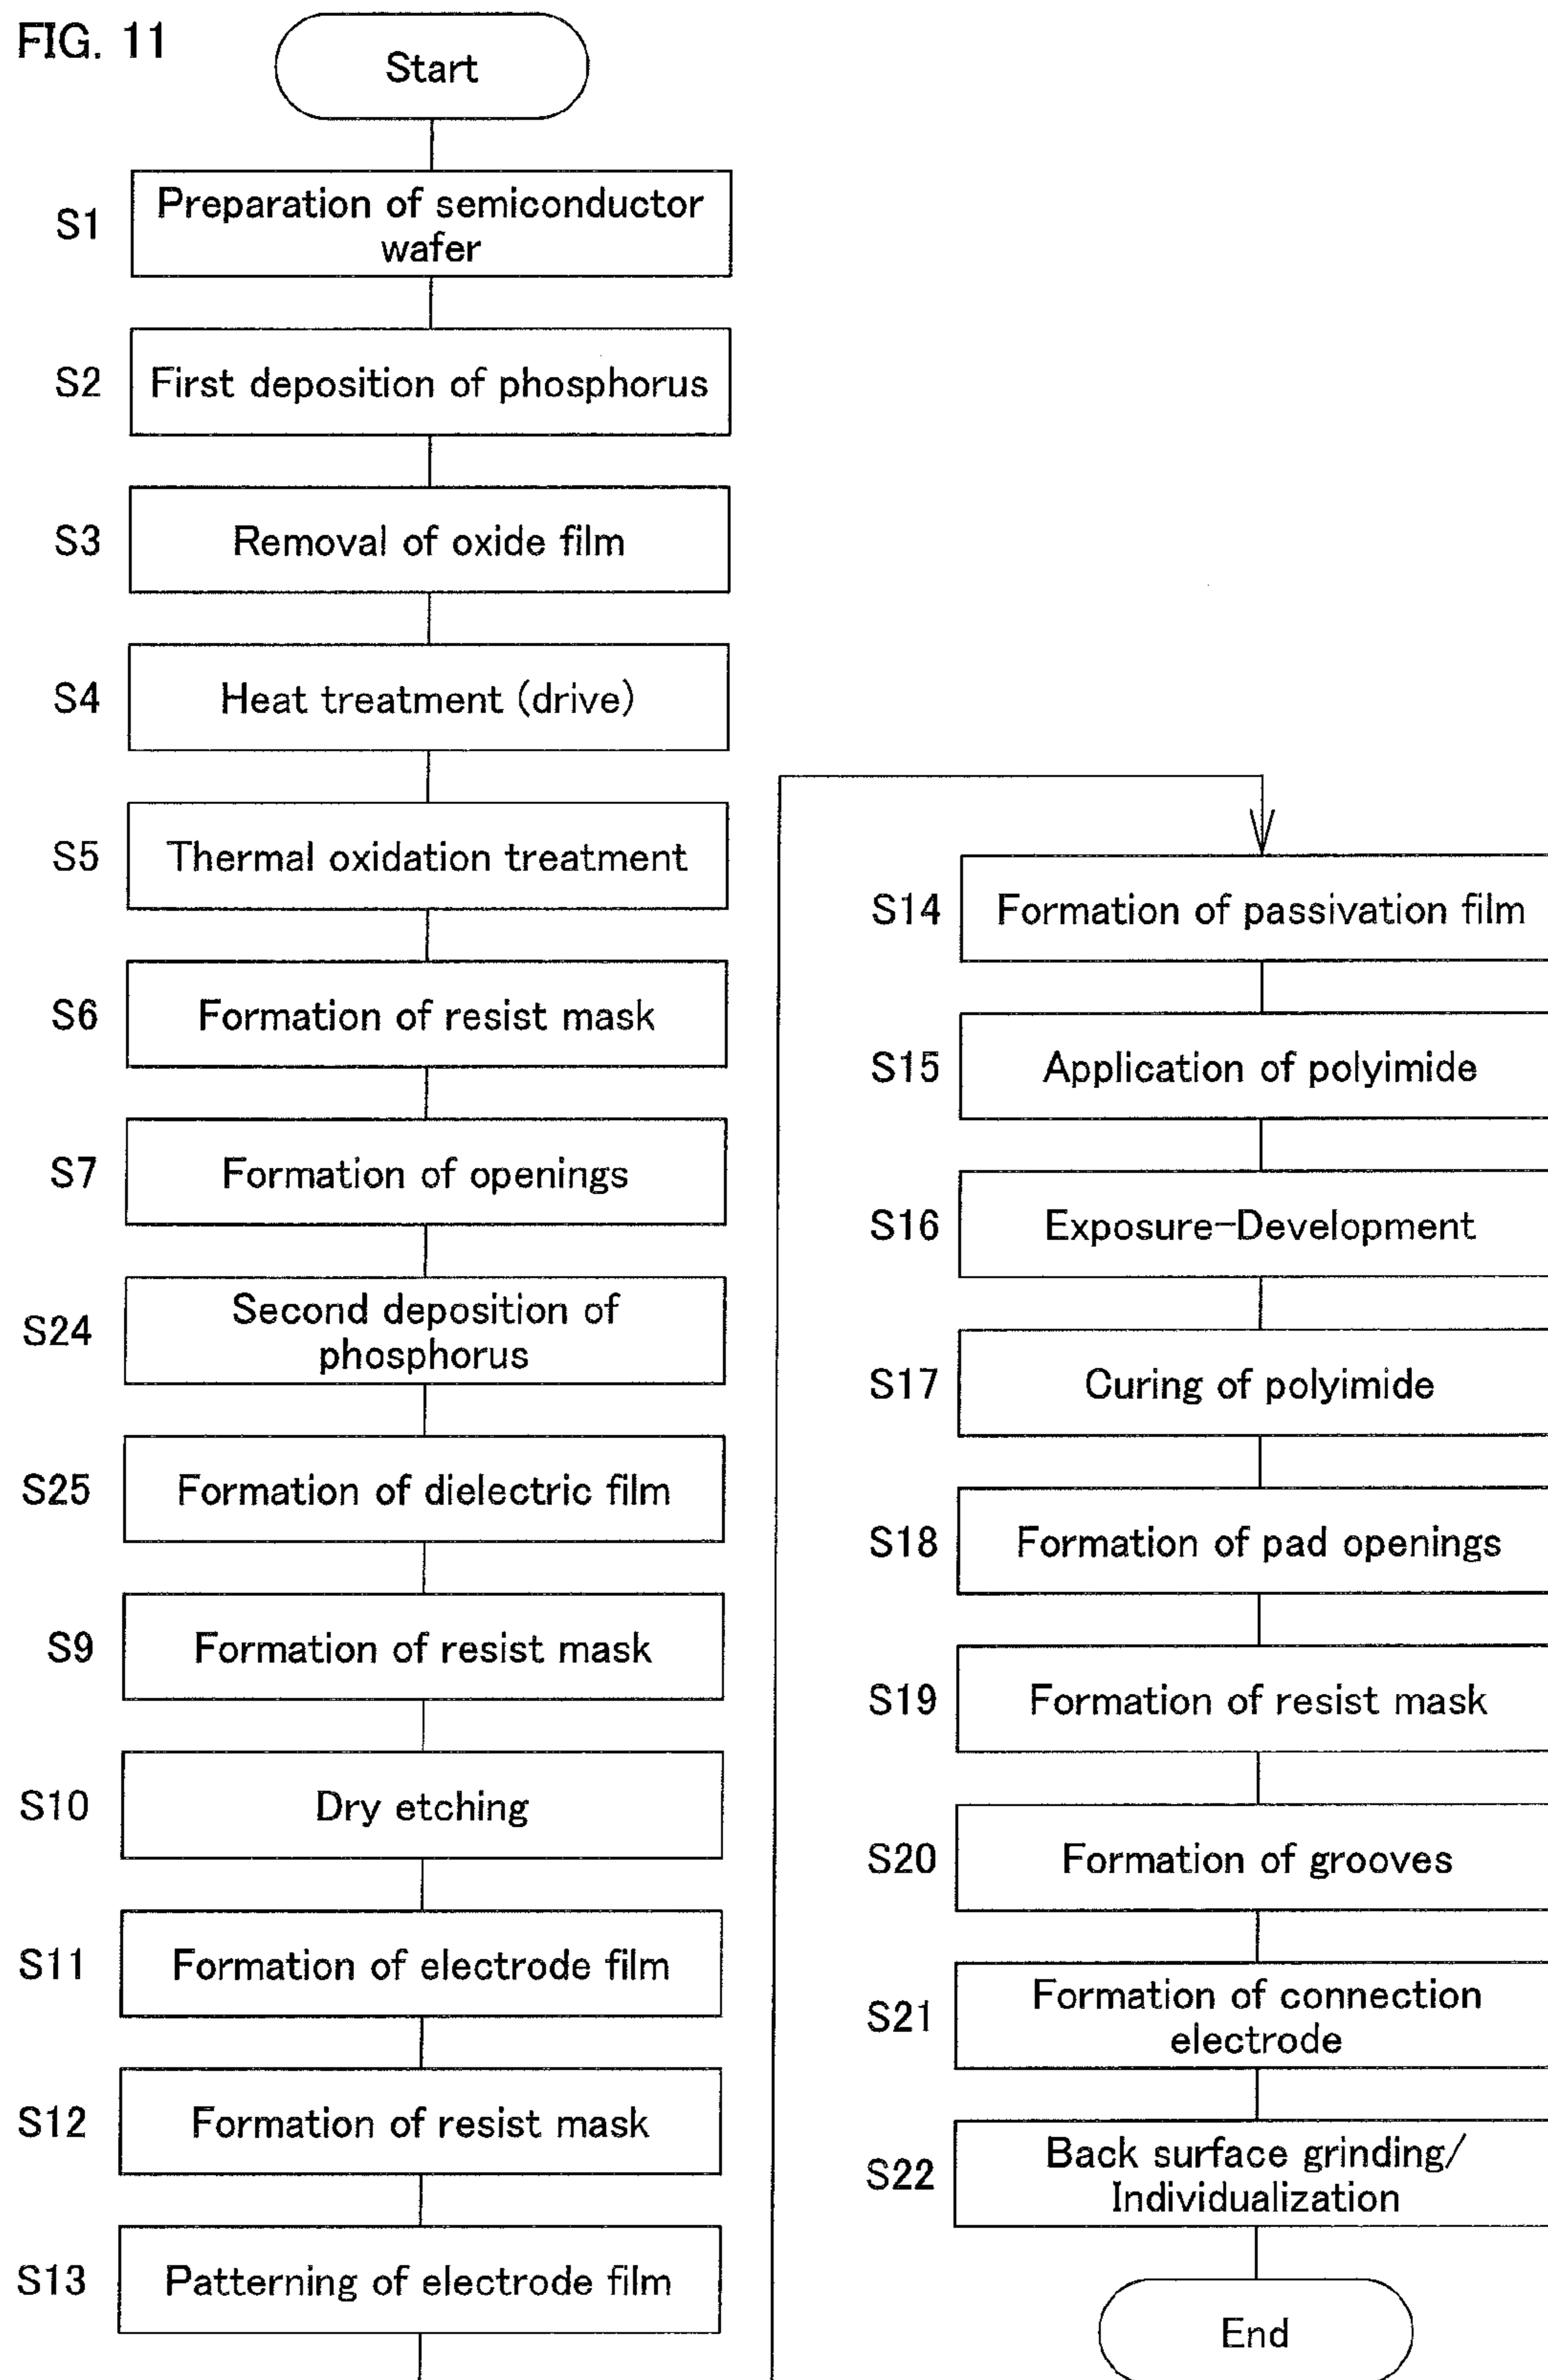 FIG. 11
Start
S1
Preparation of semiconductor
wafer
S2
First deposition of phosphorus
S3
Removal of oxide film
S4
Heat treatment (drive)
S5
Thermal oxidation treatment
S6
Formation of resist mask
S7
Formation of openings
S24
Second deposition of
phosphorus
S25
Formation of dielectric film
S9
Formation of resist mask
S10
Dry etching
S11
Formation of electrode film
S12
Formation of resist mask
S13
Patterning of electrode film
S14
Formation of passivation film
S15
Application of polyimide
S16
Exposure-Development
S17
Curing of polyimide
S18
Formation of pad openings
S19
Formation of resist mask
S20
Formation of grooves
S21
Formation of connection
electrode
S22
Back surface grinding/
Individualization
End